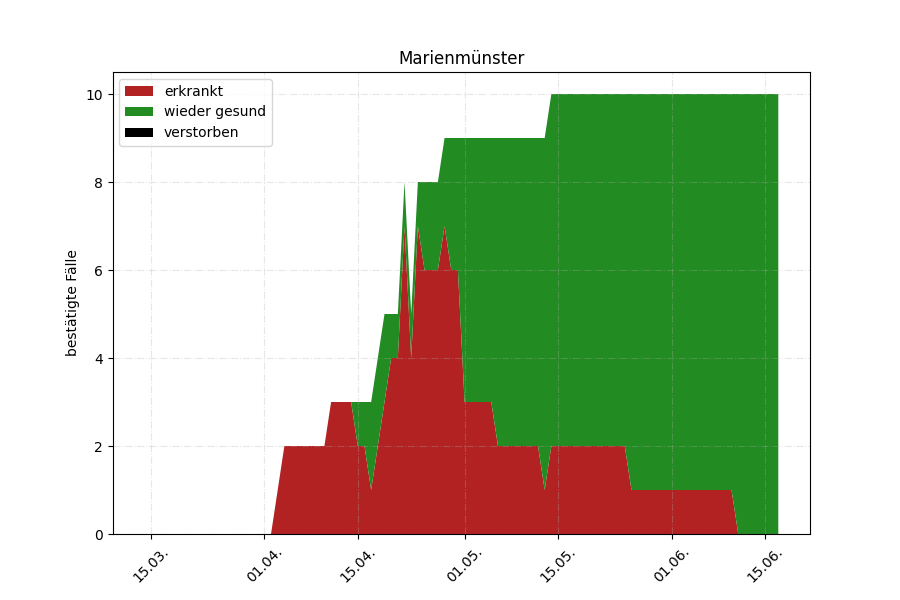 Marienmünster
erkrankt
wieder gesund
verstorben
bestätigte Fälle
10
8
6
4
2
0
15.03.
01.04.
15.04.
01.05.
15.05.
01.06.
15.06.